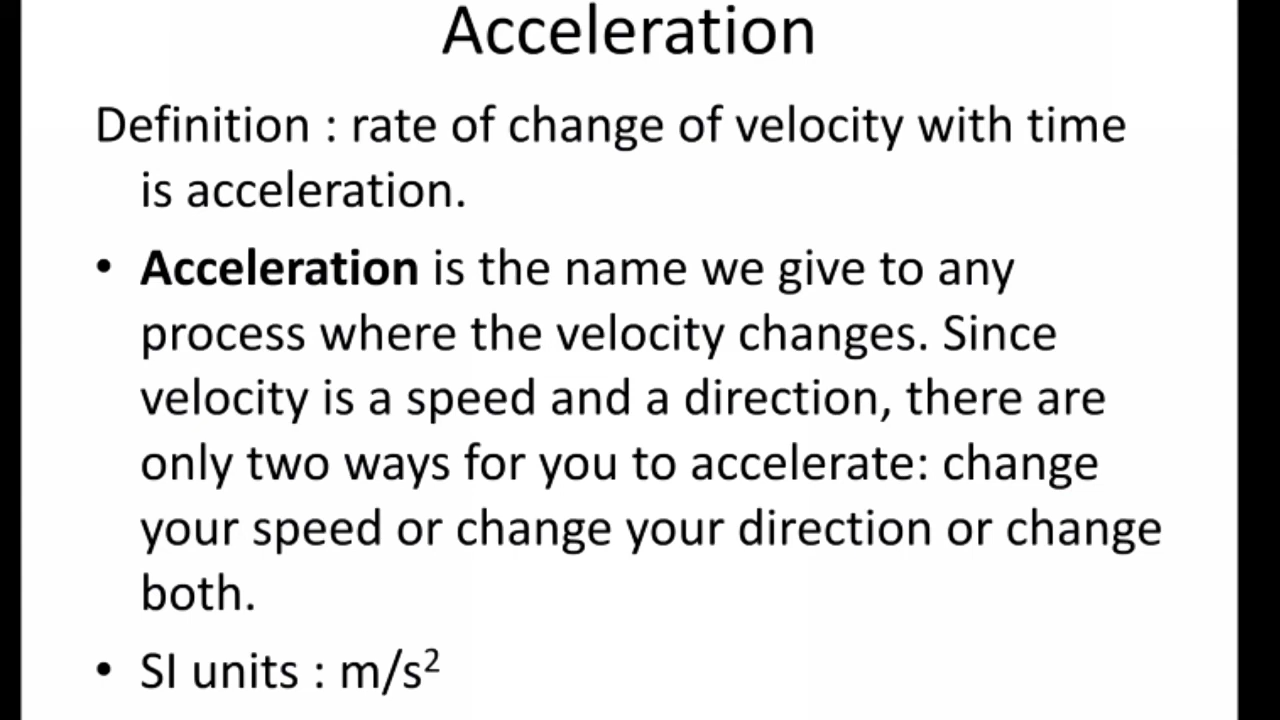 Acceleration
Definition : rate of change of velocity with time
is acceleration.
• Acceleration is the name we give to any
process where the velocity changes. Since
velocity is a speed and a direction, there are
only two ways for you to accelerate: change
your speed or change your direction or change
both.
• SI units : m/s²